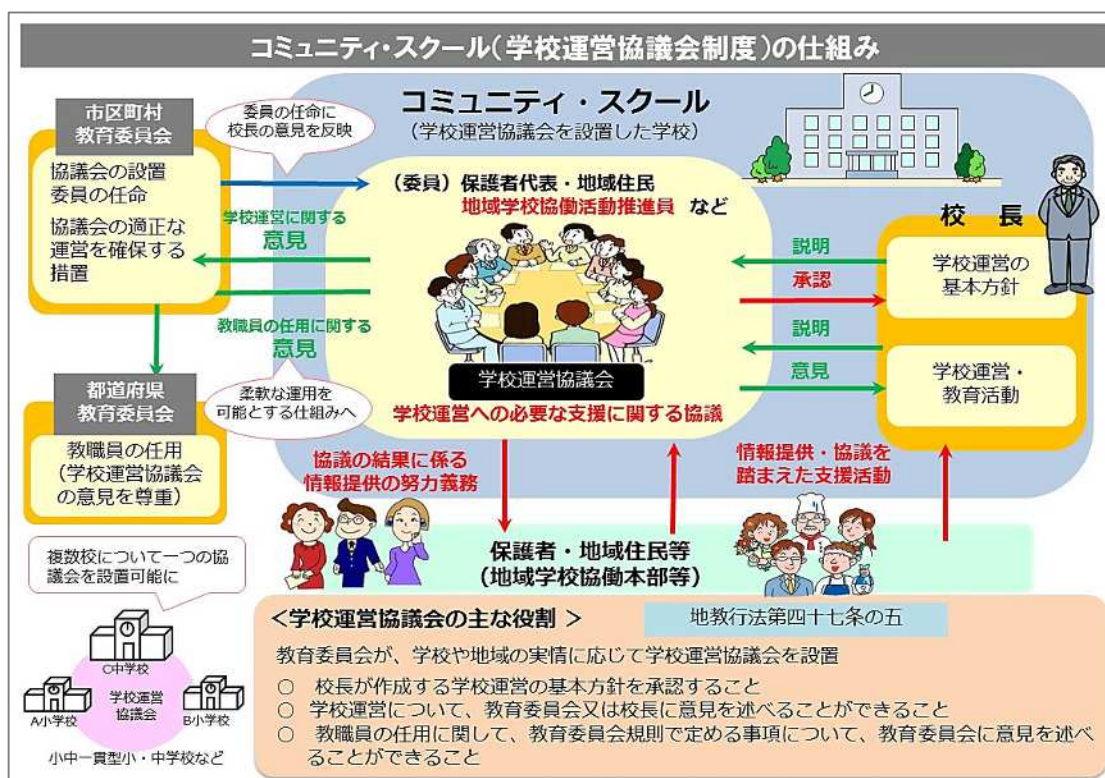 コミュニティ・スクール(学校運営協議会制度)の仕組み
市区町村
教育委員会
協議会の設置
委員の任命
協議会の適正な
運営を確保する
措置
委員の任命に
校長の意見を反映
コミュニティ・スクール
(学校運営協議会を設置した学校)
(委員)保護者代表・地域住民
地域学校協働活動推進員 など
学校運営に関する
意見
教職員の任用に関する
意見
学校運営協議会
学校運営への必要な支援に関する協議
校長
説明
承認
学校運営の
基本方針
説明
意見
学校運営・
教育活動
都道府県
教育委員会
教職員の任用
(学校運営協議会
の意見を尊重)
柔軟な運用を
可能とする仕組みへ
協議の結果に係る
情報提供の努力義務
情報提供・協議を
踏まえた支援活動
保護者・地域住民等
(地域学校協働本部等)
複数校について一つの協
議会を設置可能に
C中学校
学校運営
協議会
A小学校
B小学校
小中一貫型小・中学校など
<学校運営協議会の主な役割 >
地教行法第四十七条の五
教育委員会が、学校や地域の実情に応じて学校運営協議会を設置
○ 校長が作成する学校運営の基本方針を承認すること
○ 学校運営について、教育委員会又は校長に意見を述べることができること
○ 教職員の任用に関して、教育委員会規則で定める事項について、教育委員会に意見を述べ
ることができること